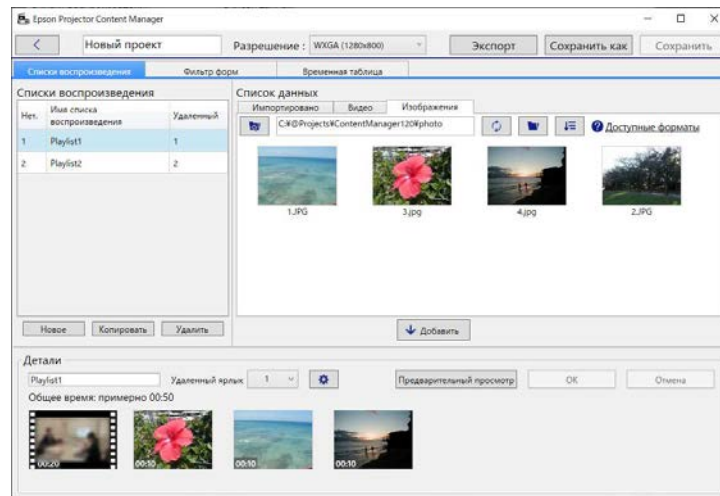 Epson Projector Content Manager
Новый проект
Разрешение :
WXGA (1280x800)
Экспорт
Сохранить как
Сохранить
Списки воспроизведения
Фильтр форм
Временная таблица
Списки воспроизведения
Нет.
Имя списка
воспроизведения
Удаленный
1
Playlist1
1
2
Playlist2
2
Новое
Копировать
Удалить
Список данных
Импортировано
Видео
Изображения
C:¥@Projects¥ContentManager120¥photo
Доступные форматы
1.JPG
3.jpg
4.jpg
2.JPG
Добавить
Детали
Playlist1
Удаленный ярлык
1
Предварительный просмотр
OK
Отмена
Общее время: примерно 00:50
00:20
00:10
00:10
00:10